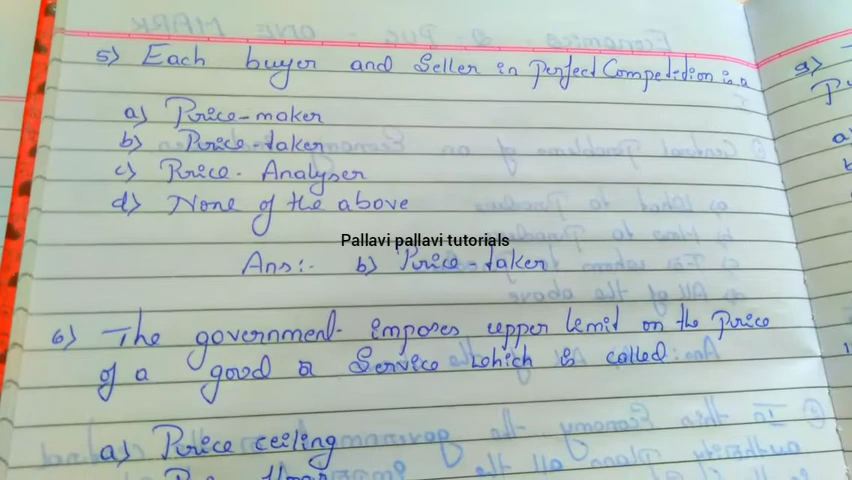 5) Each buyer and Seller in Perfect Competition is a
a) Price-maker
b) Price-taker
c) Price-Analyser
d) None of the above
Pallavi pallavi tutorials
Ans:- b) Price-taker
6) The government imposes upper limit on the Price
of a good or Service which is called:
a) Price ceiling